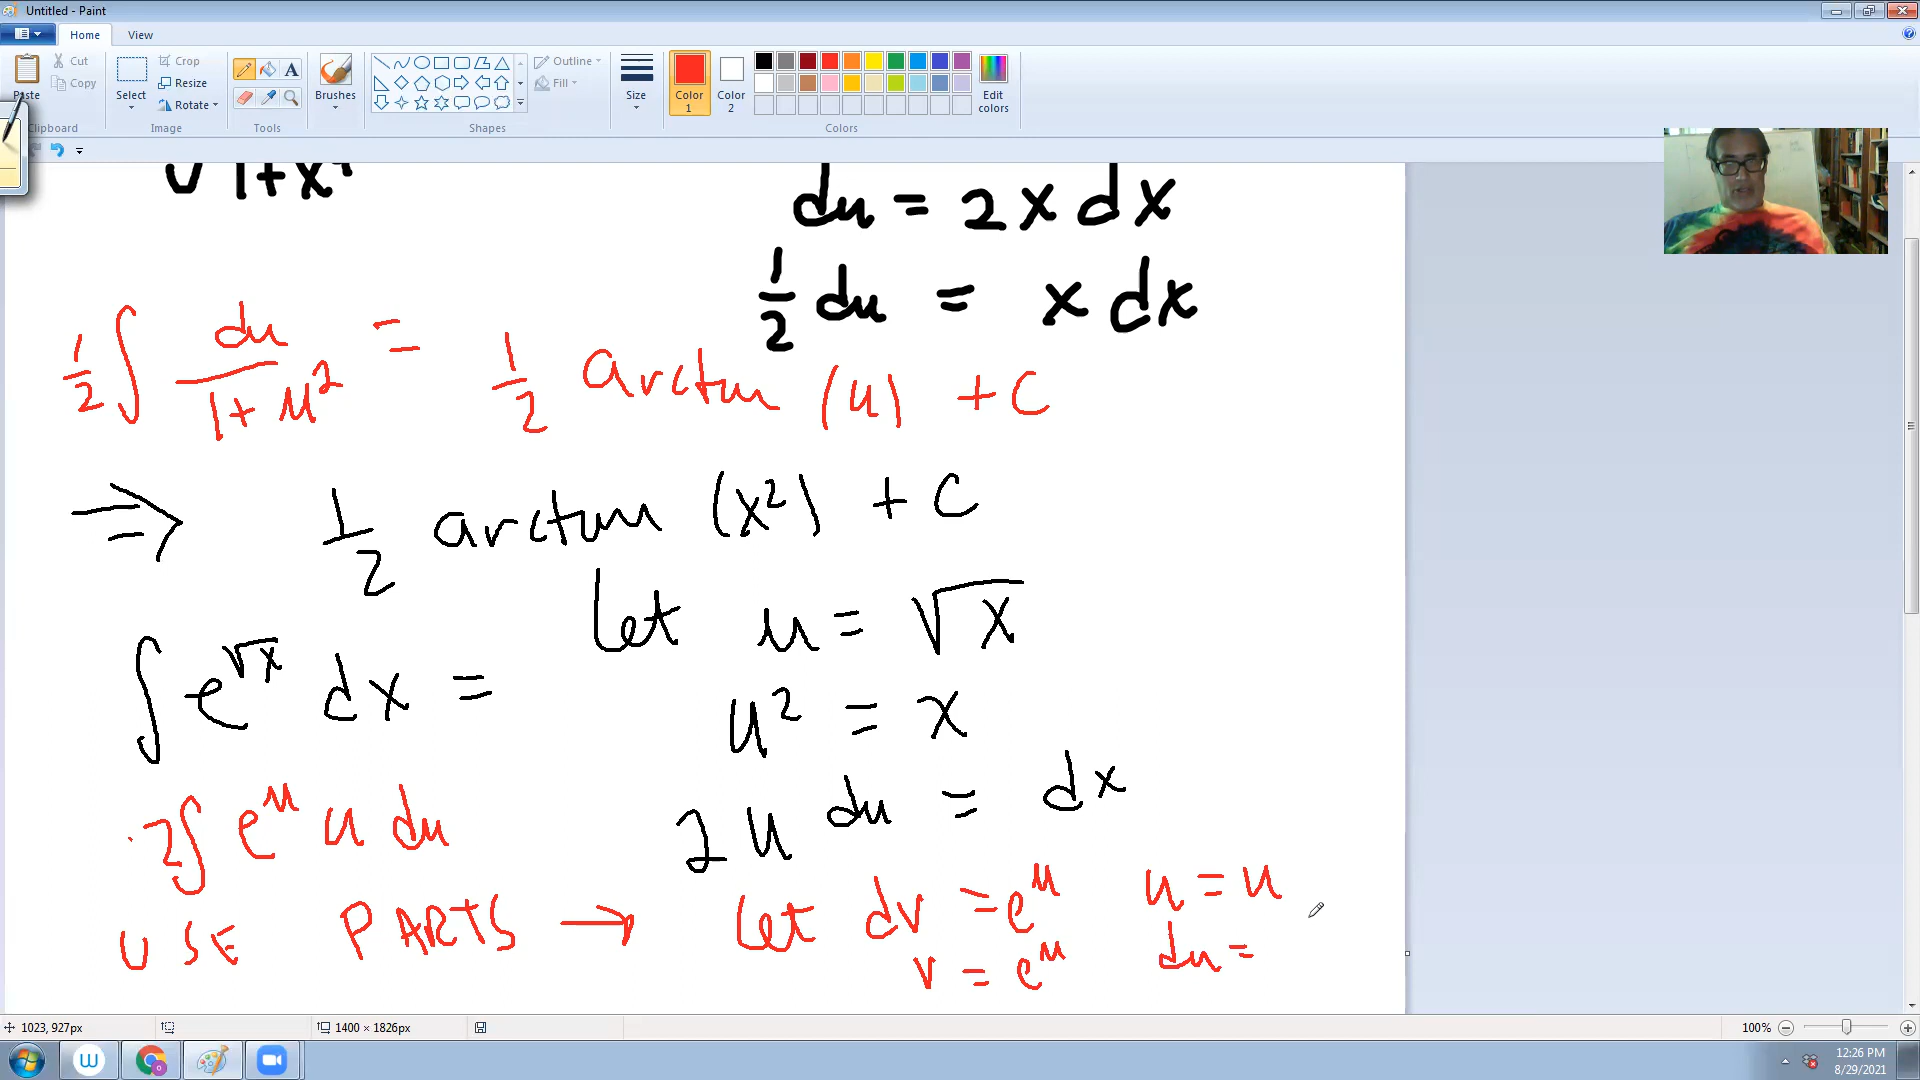 Untitled - Paint
Home View
Paste Cut Copy Select Crop Resize Rotate Brushes Outline Fill Size Color 1 Color 2 Edit colors
Clipboard Image Tools Shapes Colors
√1+x⁴
du = 2x dx
1/2 du = x dx
1/2 ∫ du/(1+u²) = 1/2 arctan (u) + C
⇒ 1/2 arctan (x²) + C
Let u = √x
∫ e^√x dx =
u² = x
2u du = dx
2∫ e^u u du
USE PARTS → Let dv = e^u u = u
v = e^u du =
1023, 927px 1400 × 1826px 100%
W
12:26 PM
8/29/2021